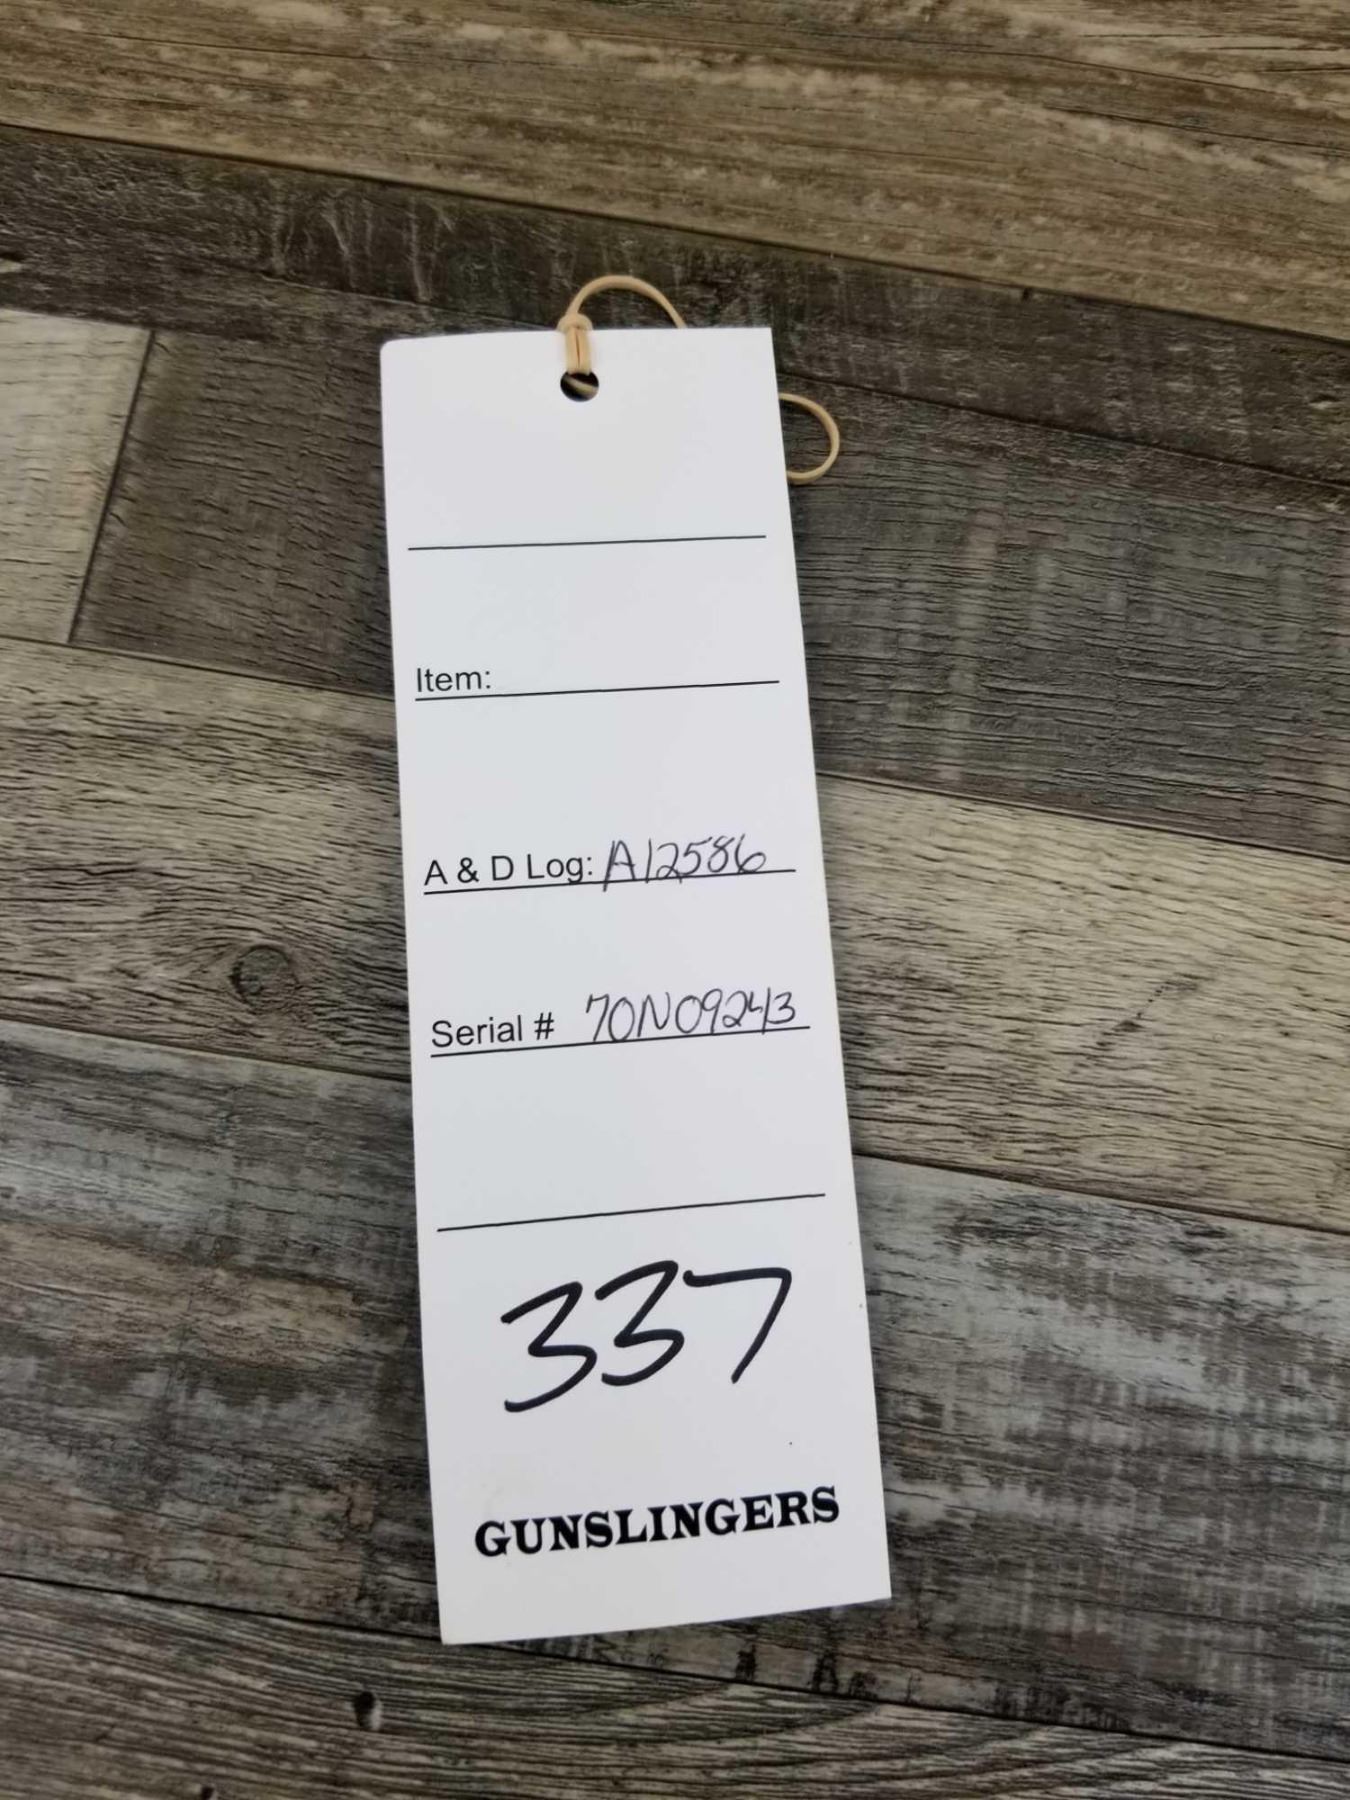 Item:
A & D Log: A12586
Serial # 70N09243
337
GUNSLINGERS